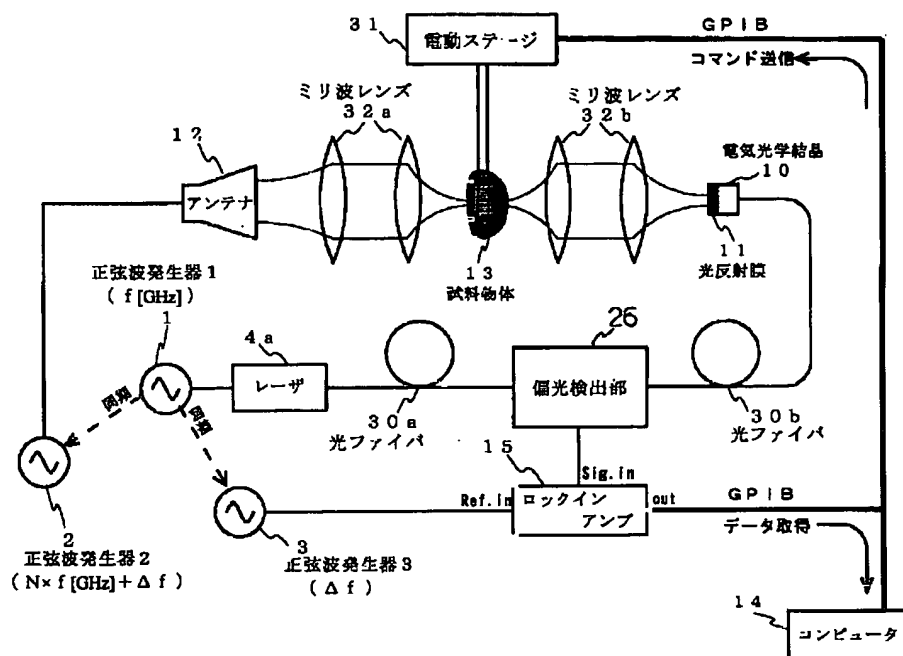 31
電動ステージ
GPIB
コマンド送信
ミリ波レンズ
32a
ミリ波レンズ
32b
12
アンテナ
電気光学結晶
10
11
光反射膜
13
試料物体
正弦波発生器1
(f[GHz])
1
4a
レーザ
26
偏光検出部
30a
光ファイバ
30b
光ファイバ
同期
同期
15
Sig.in
Ref.in
ロックイン
アンプ
out
GPIB
データ取得
2
正弦波発生器2
(N×f[GHz]+Δf)
3
正弦波発生器3
(Δf)
14
コンピュータ